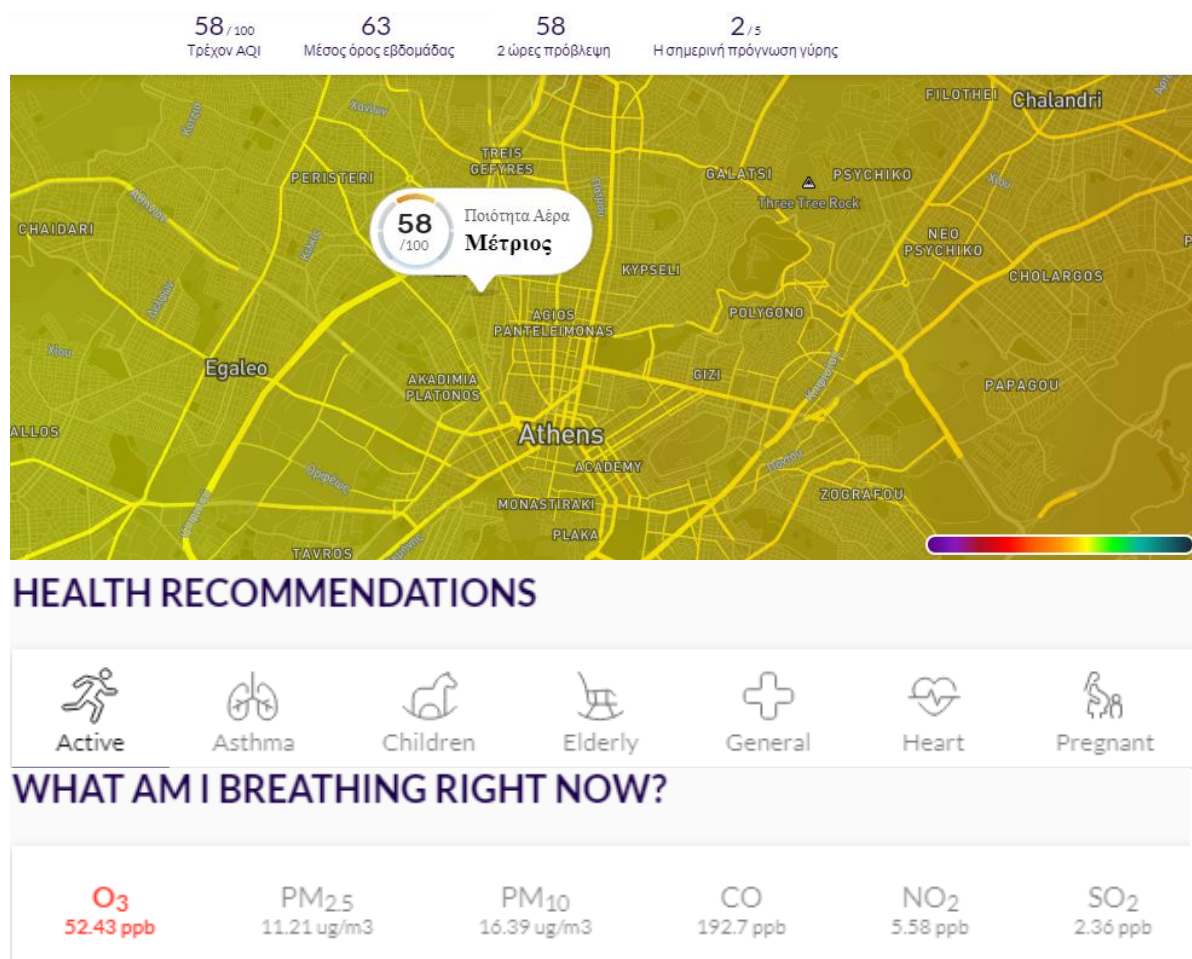 58 / 100
Τρέχον AQI
63
Μέσος όρος εβδομάδας
58
2 ώρες πρόβλεψη
2 / 5
Η σημερινή πρόγνωση γύρης
FILOTHEI
Chalandri
TREIS
GEFYRES
PERISTERI
GALATSI
PSYCHIKO
Three Tree Rock
CHAIDARI
58
/100
Ποιότητα Αέρα
Μέτριος
NEO
PSYCHIKO
KYPSELI
CHOLARGOS
AGIOS
PANTELEIMONAS
POLYGONO
Χίου
Egaleo
AKADIMIA
PLATONOS
GIZI
PAPAGOU
ALLOS
Athens
ACADEMY
ZOGRAFOU
MONASTIRAKI
PLAKA
TAVROS
HEALTH RECOMMENDATIONS
Active
Asthma
Children
Elderly
General
Heart
Pregnant
WHAT AM I BREATHING RIGHT NOW?
O₃
52.43 ppb
PM₂.₅
11.21 ug/m3
PM₁₀
16.39 ug/m3
CO
192.7 ppb
NO₂
5.58 ppb
SO₂
2.36 ppb